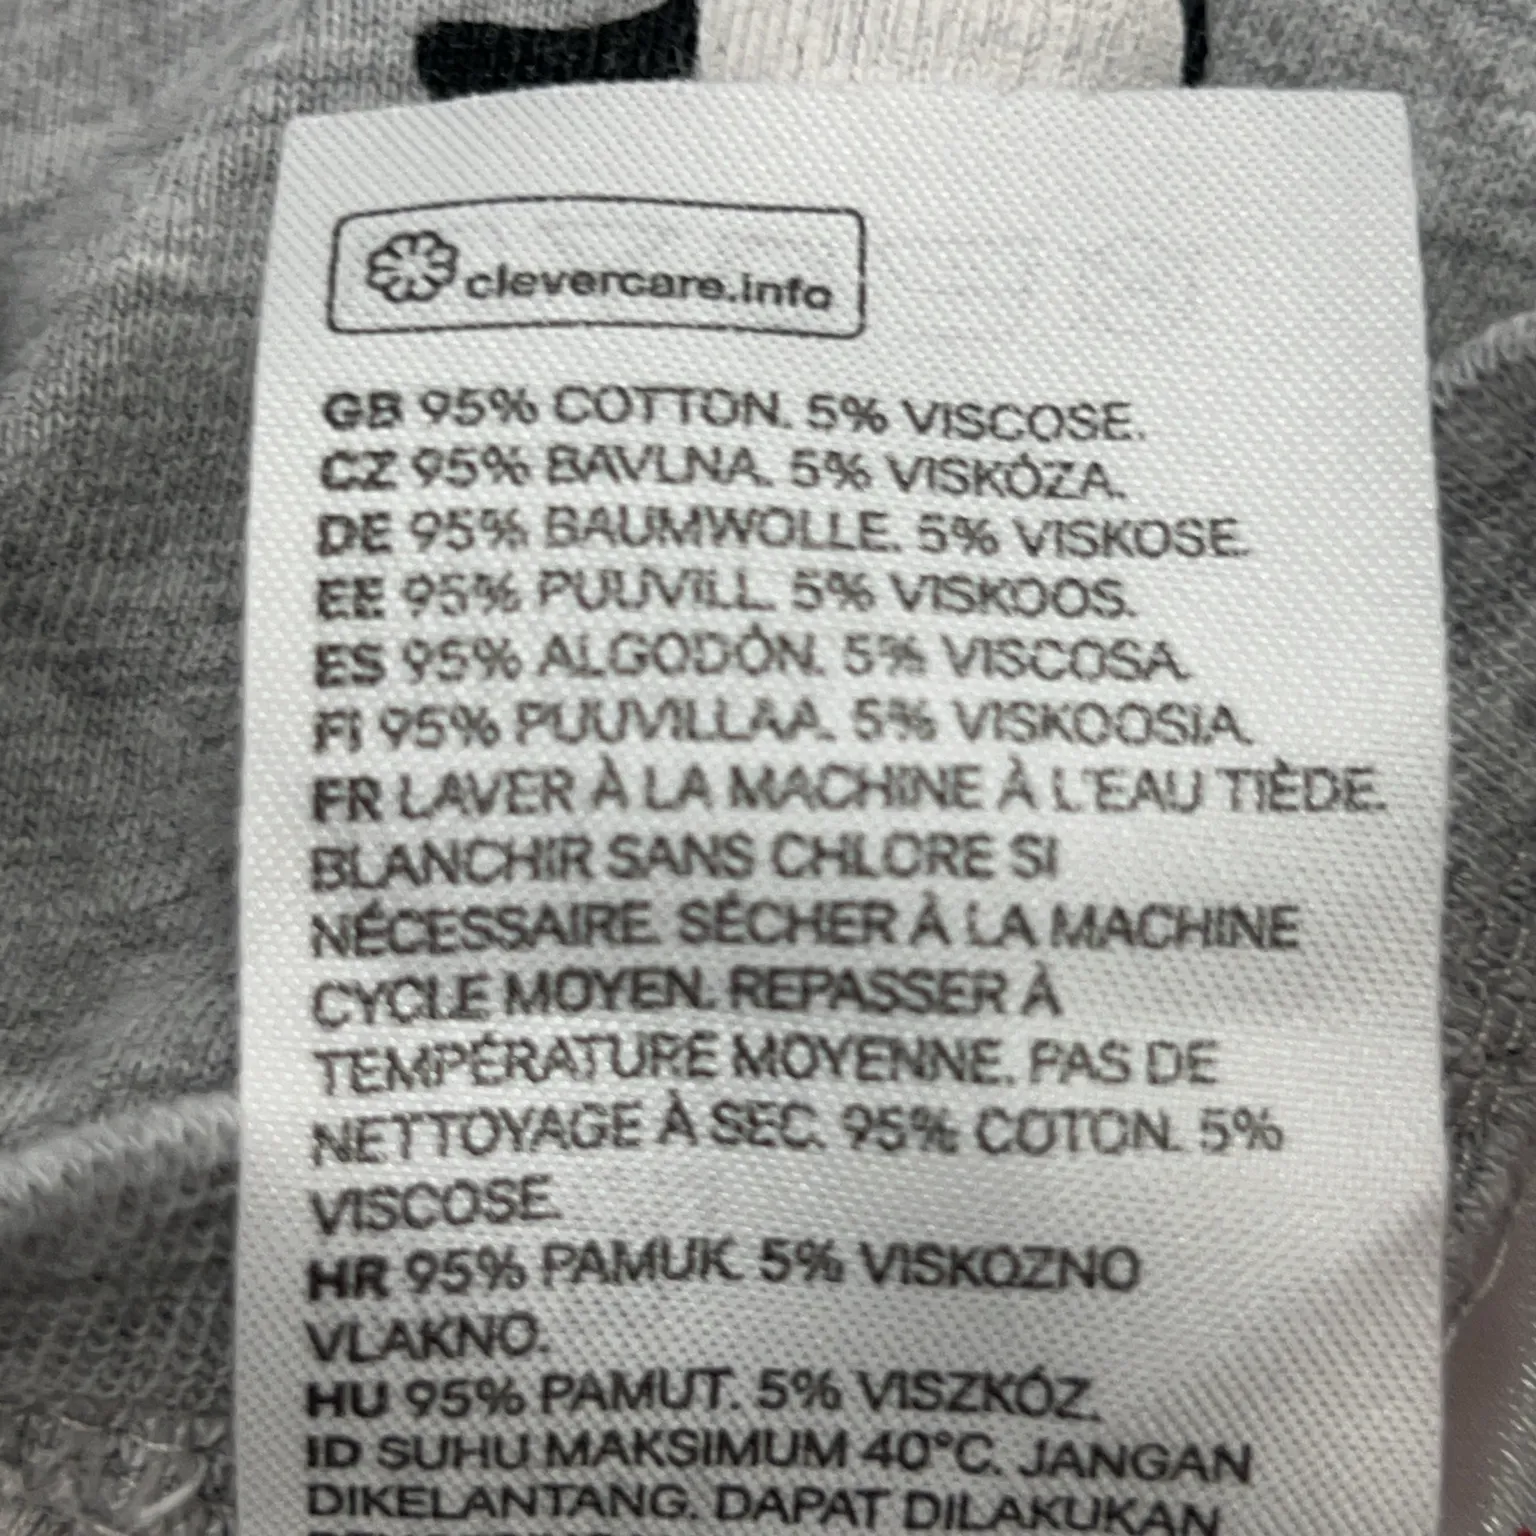 clevercare.info
GB 95% COTTON. 5% VISCOSE.
CZ 95% BAVLNA. 5% VISKÓZA.
DE 95% BAUMWOLLE. 5% VISKOSE.
EE 95% PUUVILL. 5% VISKOOS.
ES 95% ALGODÓN. 5% VISCOSA.
FI 95% PUUVILLAA. 5% VISKOOSIA.
FR LAVER À LA MACHINE À L'EAU TIÈDE.
BLANCHIR SANS CHLORE SI
NÉCESSAIRE. SÉCHER À LA MACHINE
CYCLE MOYEN. REPASSER À
TEMPÉRATURE MOYENNE. PAS DE
NETTOYAGE À SEC. 95% COTON. 5%
VISCOSE.
HR 95% PAMUK. 5% VISKOZNO
VLAKNO.
HU 95% PAMUT. 5% VISZKÓZ.
ID SUHU MAKSIMUM 40°C. JANGAN
DIKELANTANG. DAPAT DILAKUKAN